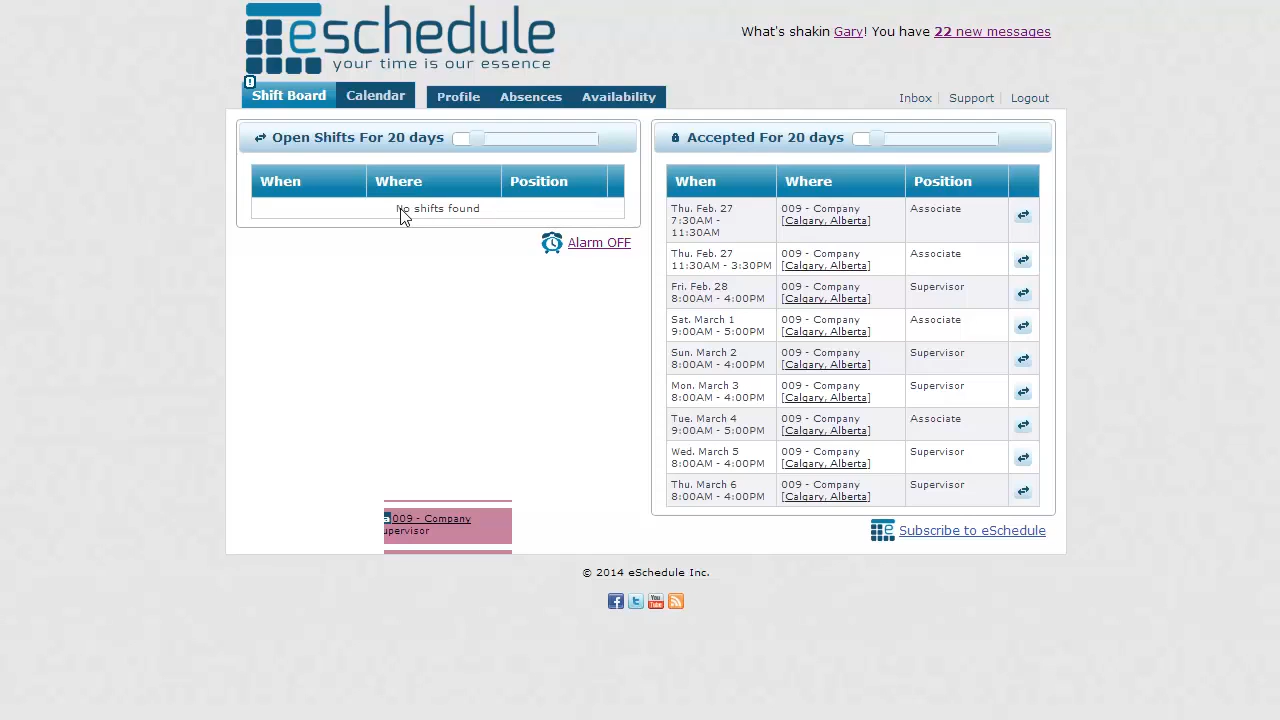 eschedule
your time is our essence
What's shakin Gary! You have 22 new messages
!
Shift Board Calendar Profile Absences Availability
Inbox Support Logout
Open Shifts For 20 days
When Where Position
No shifts found
Alarm OFF
Accepted For 20 days
When Where Position
Thu. Feb. 27 009 - Company Associate
7:30AM - [Calgary, Alberta]
11:30AM
Thu. Feb. 27 009 - Company Associate
11:30AM - 3:30PM [Calgary, Alberta]
Fri. Feb. 28 009 - Company Supervisor
8:00AM - 4:00PM [Calgary, Alberta]
Sat. March 1 009 - Company Associate
9:00AM - 5:00PM [Calgary, Alberta]
Sun. March 2 009 - Company Supervisor
8:00AM - 4:00PM [Calgary, Alberta]
Mon. March 3 009 - Company Supervisor
8:00AM - 4:00PM [Calgary, Alberta]
Tue. March 4 009 - Company Associate
9:00AM - 5:00PM [Calgary, Alberta]
Wed. March 5 009 - Company Supervisor
8:00AM - 4:00PM [Calgary, Alberta]
Thu. March 6 009 - Company Supervisor
8:00AM - 4:00PM [Calgary, Alberta]
009 - Company
upervisor
e Subscribe to eSchedule
© 2014 eSchedule Inc.
f t You Tube